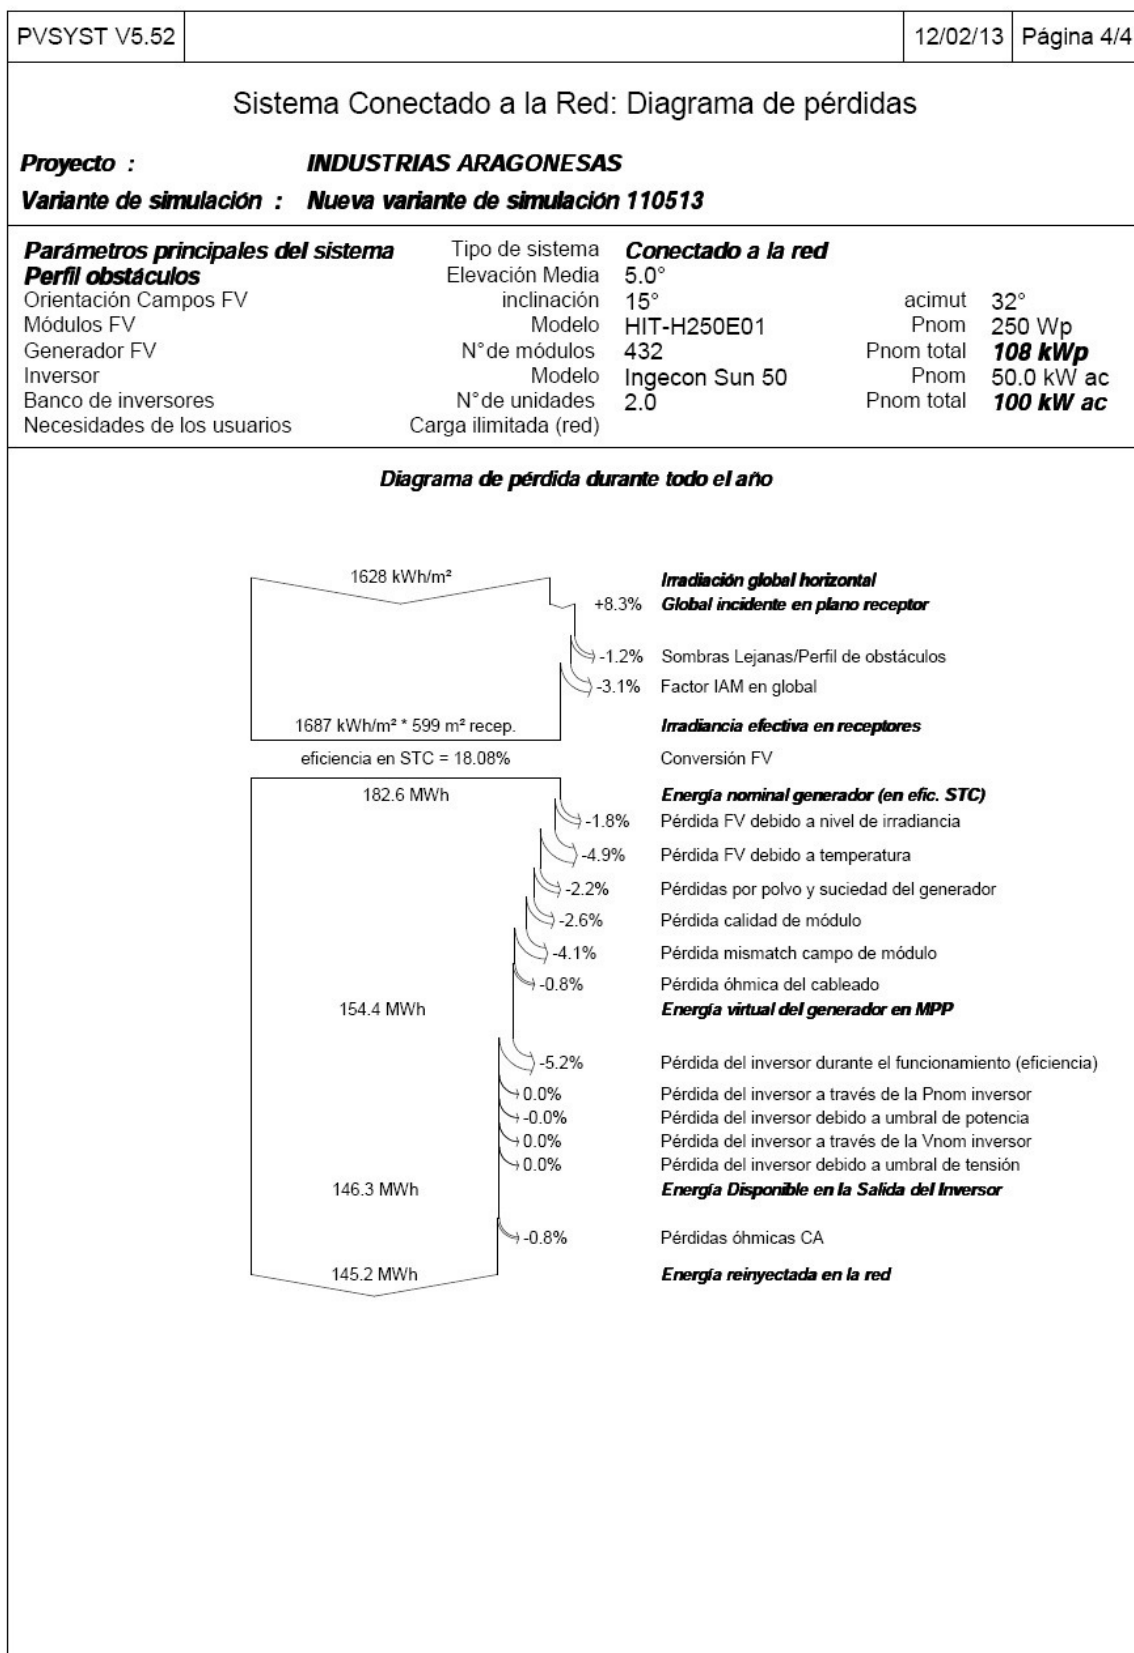 PVSYST V5.52 12/02/13 Página 4/4
Sistema Conectado a la Red: Diagrama de pérdidas
Proyecto : INDUSTRIAS ARAGONESAS
Variante de simulación : Nueva variante de simulación 110513
Parámetros principales del sistema Tipo de sistema Conectado a la red
Perfil obstáculos Elevación Media 5.0°
Orientación Campos FV inclinación 15° acimut 32°
Módulos FV Modelo HIT-H250E01 Pnom 250 Wp
Generador FV N°de módulos 432 Pnom total 108 kWp
Inversor Modelo Ingecon Sun 50 Pnom 50.0 kW ac
Banco de inversores N°de unidades 2.0 Pnom total 100 kW ac
Necesidades de los usuarios Carga ilimitada (red)
Diagrama de pérdida durante todo el año
1628 kWh/m² Irradiación global horizontal
+8.3% Global incidente en plano receptor
-1.2% Sombras Lejanas/Perfil de obstáculos
-3.1% Factor IAM en global
1687 kWh/m² * 599 m² recep. Irradiancia efectiva en receptores
eficiencia en STC = 18.08% Conversión FV
182.6 MWh Energía nominal generador (en efic. STC)
-1.8% Pérdida FV debido a nivel de irradiancia
-4.9% Pérdida FV debido a temperatura
-2.2% Pérdidas por polvo y suciedad del generador
-2.6% Pérdida calidad de módulo
-4.1% Pérdida mismatch campo de módulo
-0.8% Pérdida óhmica del cableado
154.4 MWh Energía virtual del generador en MPP
-5.2% Pérdida del inversor durante el funcionamiento (eficiencia)
0.0% Pérdida del inversor a través de la Pnom inversor
-0.0% Pérdida del inversor debido a umbral de potencia
0.0% Pérdida del inversor a través de la Vnom inversor
0.0% Pérdida del inversor debido a umbral de tensión
146.3 MWh Energía Disponible en la Salida del Inversor
-0.8% Pérdidas óhmicas CA
145.2 MWh Energía reinyectada en la red